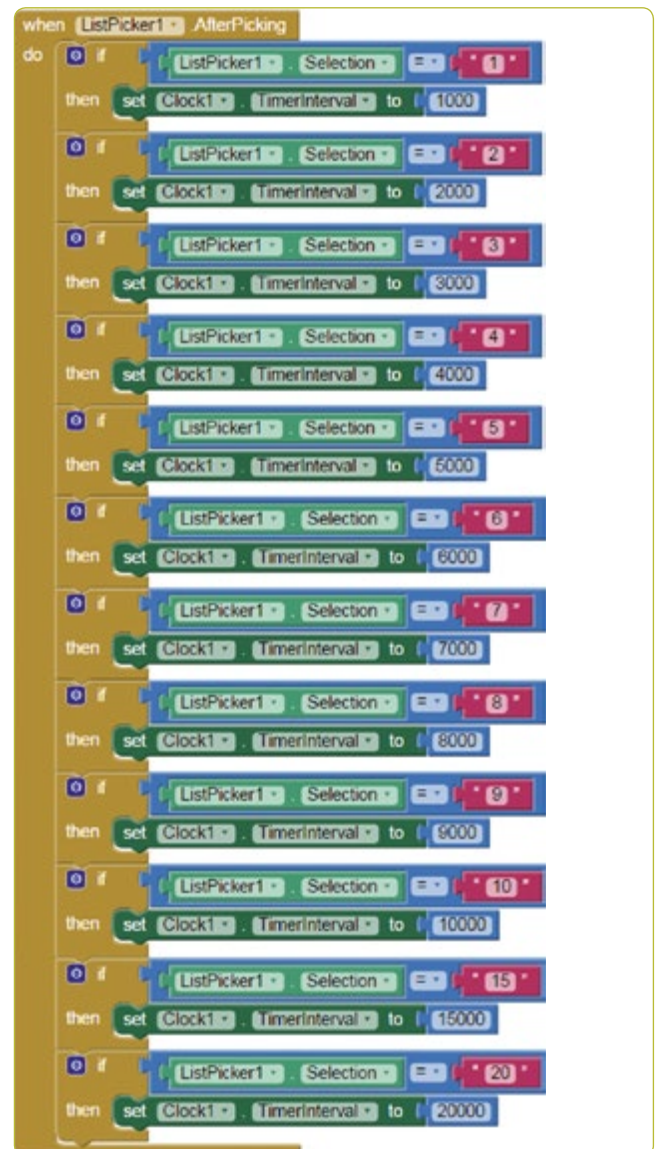 when ListPicker1 .AfterPicking
do if ListPicker1 . Selection = " 1 "
then set Clock1 . TimerInterval to 1000
if ListPicker1 . Selection = " 2 "
then set Clock1 . TimerInterval to 2000
if ListPicker1 . Selection = " 3 "
then set Clock1 . TimerInterval to 3000
if ListPicker1 . Selection = " 4 "
then set Clock1 . TimerInterval to 4000
if ListPicker1 . Selection = " 5 "
then set Clock1 . TimerInterval to 5000
if ListPicker1 . Selection = " 6 "
then set Clock1 . TimerInterval to 6000
if ListPicker1 . Selection = " 7 "
then set Clock1 . TimerInterval to 7000
if ListPicker1 . Selection = " 8 "
then set Clock1 . TimerInterval to 8000
if ListPicker1 . Selection = " 9 "
then set Clock1 . TimerInterval to 9000
if ListPicker1 . Selection = " 10 "
then set Clock1 . TimerInterval to 10000
if ListPicker1 . Selection = " 15 "
then set Clock1 . TimerInterval to 15000
if ListPicker1 . Selection = " 20 "
then set Clock1 . TimerInterval to 20000